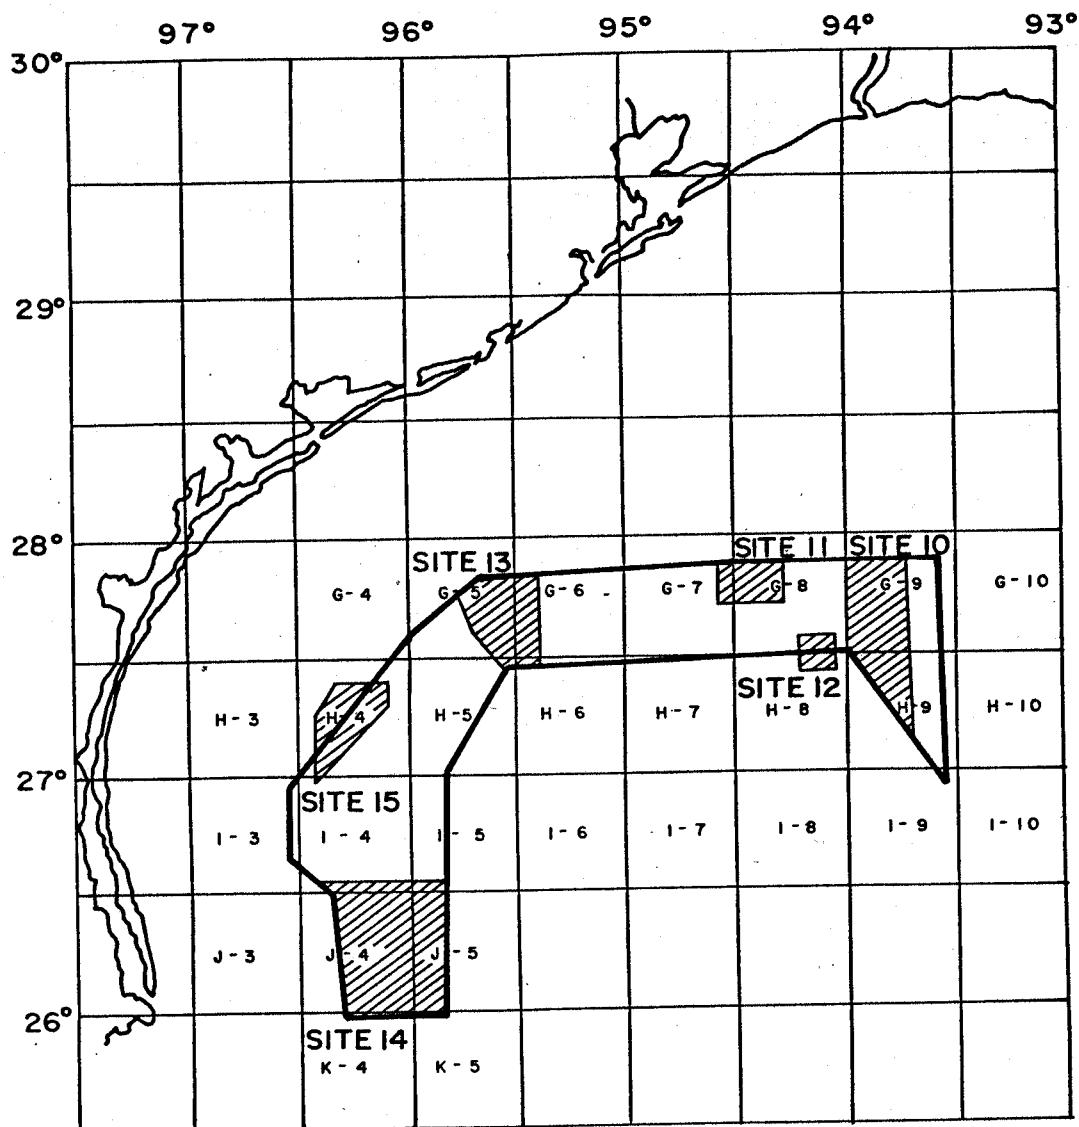 97° 96° 95° 94° 93°
30°
29°
28°
SITE 13 SITE 11 SITE 10
G-4 G-5 G-6 G-7 G-8 G-9 G-10
SITE 12
H-3 H-4 H-5 H-6 H-7 H-8 H-9 H-10
27°
SITE 15
I-3 I-4 I-5 I-6 I-7 I-8 I-9 I-10
J-3 J-4 J-5
26°
SITE 14
K-4 K-5